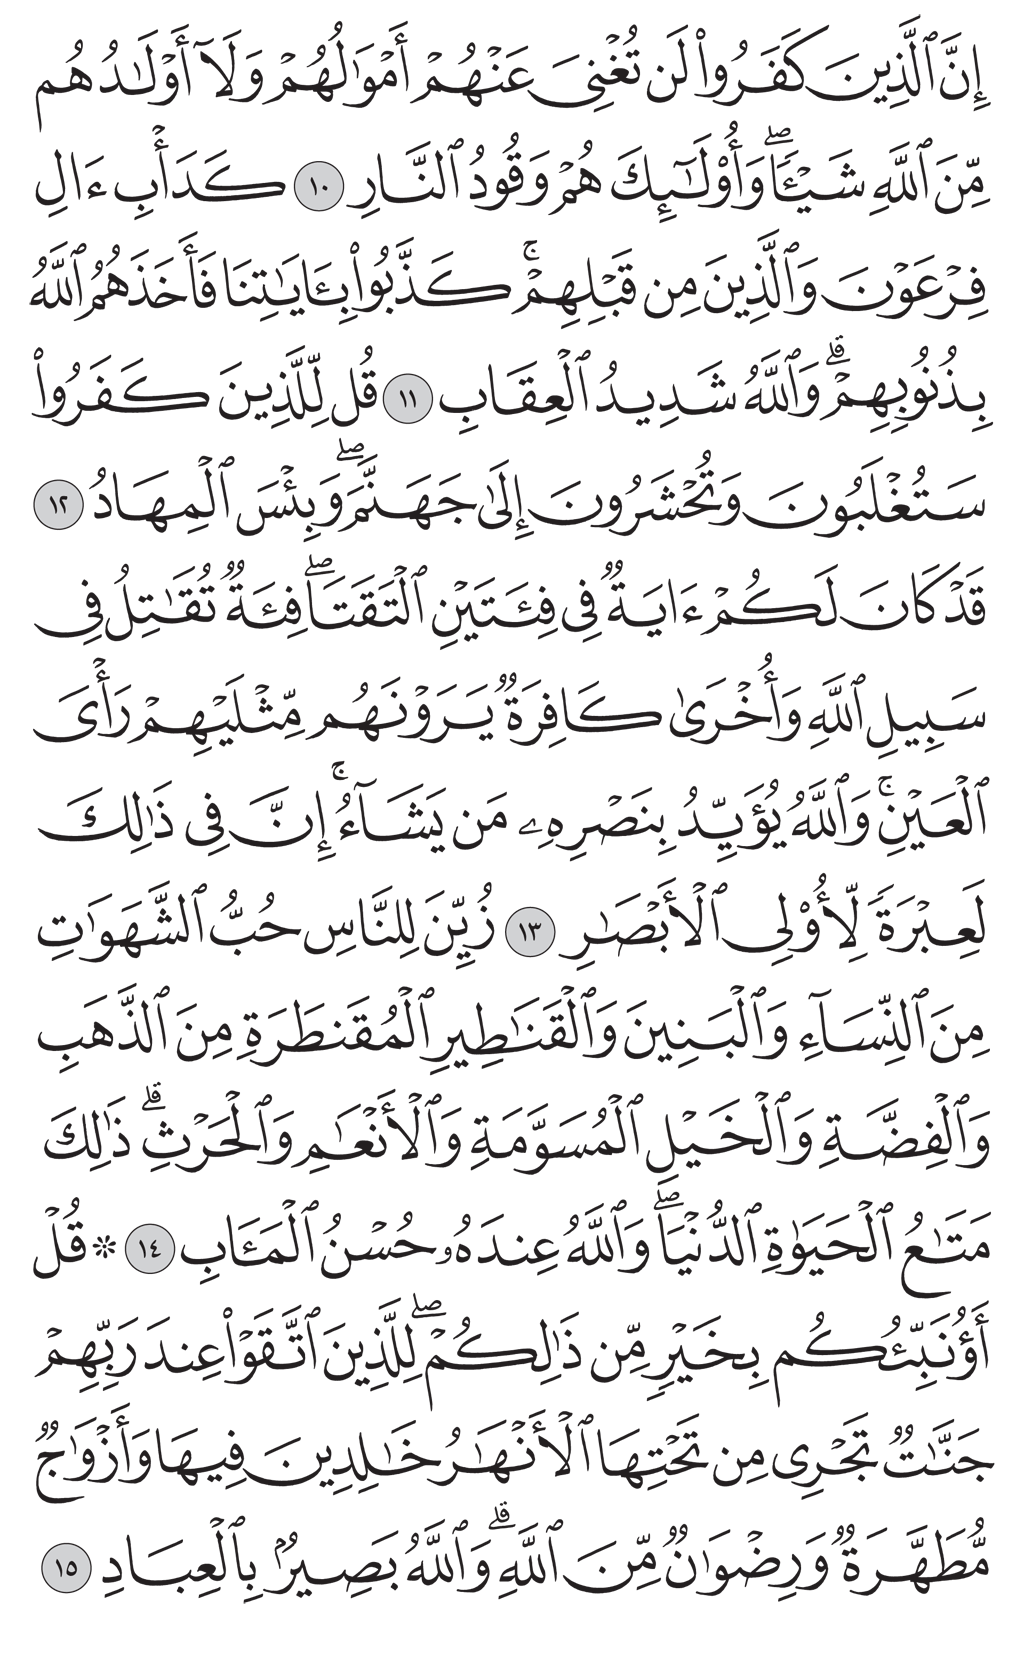 إِنَّ ٱلَّذِينَ كَفَرُوا۟ لَن تُغْنِىَ عَنْهُمْ أَمْوَٰلُهُمْ وَلَآ أَوْلَـٰدُهُم
مِّنَ ٱللَّهِ شَيْـًٔا ۖ وَأُو۟لَـٰٓئِكَ هُمْ وَقُودُ ٱلنَّارِ ١٠ كَدَأْبِ ءَالِ
فِرْعَوْنَ وَٱلَّذِينَ مِن قَبْلِهِمْ ۚ كَذَّبُوا۟ بِـَٔايَـٰتِنَا فَأَخَذَهُمُ ٱللَّهُ
بِذُنُوبِهِمْ ۗ وَٱللَّهُ شَدِيدُ ٱلْعِقَابِ ١١ قُل لِّلَّذِينَ كَفَرُوا۟
سَتُغْلَبُونَ وَتُحْشَرُونَ إِلَىٰ جَهَنَّمَ ۖ وَبِئْسَ ٱلْمِهَادُ ١٢
قَدْ كَانَ لَكُمْ ءَايَةٌ فِى فِئَتَيْنِ ٱلْتَقَتَا ۖ فِئَةٌ تُقَـٰتِلُ فِى
سَبِيلِ ٱللَّهِ وَأُخْرَىٰ كَافِرَةٌ يَرَوْنَهُم مِّثْلَيْهِمْ رَأْىَ
ٱلْعَيْنِ ۚ وَٱللَّهُ يُؤَيِّدُ بِنَصْرِهِۦ مَن يَشَآءُ ۚ إِنَّ فِى ذَٰلِكَ
لَعِبْرَةً لِّأُو۟لِى ٱلْأَبْصَـٰرِ ١٣ زُيِّنَ لِلنَّاسِ حُبُّ ٱلشَّهَوَٰتِ
مِنَ ٱلنِّسَآءِ وَٱلْبَنِينَ وَٱلْقَنَـٰطِيرِ ٱلْمُقَنطَرَةِ مِنَ ٱلذَّهَبِ
وَٱلْفِضَّةِ وَٱلْخَيْلِ ٱلْمُسَوَّمَةِ وَٱلْأَنْعَـٰمِ وَٱلْحَرْثِ ۗ ذَٰلِكَ
مَتَـٰعُ ٱلْحَيَوٰةِ ٱلدُّنْيَا ۖ وَٱللَّهُ عِندَهُۥ حُسْنُ ٱلْمَـَٔابِ ١٤ ۞ قُلْ
أَؤُنَبِّئُكُم بِخَيْرٍ مِّن ذَٰلِكُمْ ۖ لِلَّذِينَ ٱتَّقَوْا۟ عِندَ رَبِّهِمْ
جَنَّـٰتٌ تَجْرِى مِن تَحْتِهَا ٱلْأَنْهَـٰرُ خَـٰلِدِينَ فِيهَا وَأَزْوَٰجٌ
مُّطَهَّرَةٌ وَرِضْوَٰنٌ مِّنَ ٱللَّهِ ۗ وَٱللَّهُ بَصِيرٌۢ بِٱلْعِبَادِ ١٥